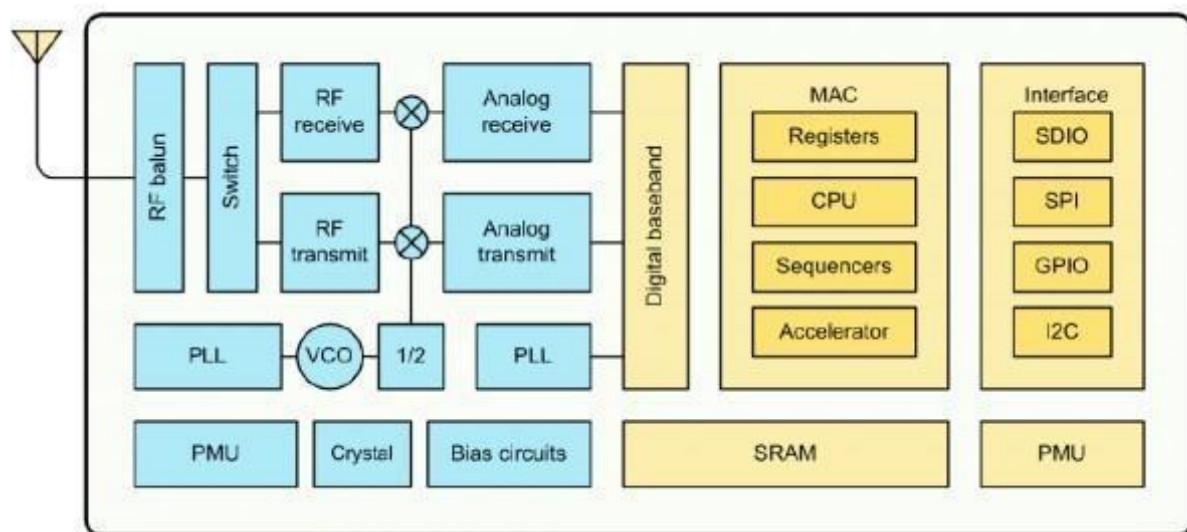 RF balun
Switch
RF
receive
Analog
receive
RF
transmit
Analog
transmit
PLL
VCO
1/2
PLL
Digital baseband
MAC
Registers
CPU
Sequencers
Accelerator
Interface
SDIO
SPI
GPIO
I2C
PMU
Crystal
Bias circuits
SRAM
PMU